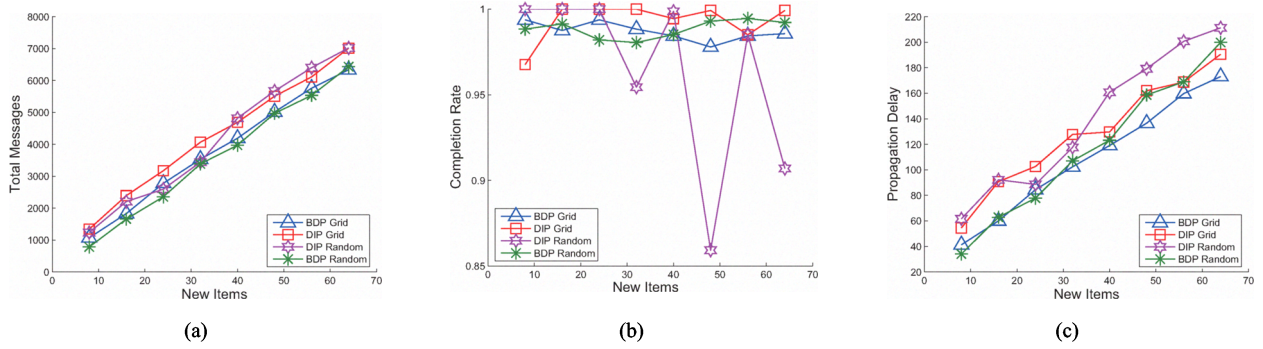 8000
7000
6000
5000
4000
3000
2000
1000
0
Total Messages
0 10 20 30 40 50 60 70
New Items
BDP Grid
DIP Grid
DIP Random
BDP Random
(a)
1
0.95
0.9
0.85
Completion Rate
0 10 20 30 40 50 60 70
New Items
BDP Grid
DIP Grid
DIP Random
BDP Random
(b)
220
200
180
160
140
120
100
80
60
40
20
Propagation Delay
0 10 20 30 40 50 60 70
New Items
BDP Grid
DIP Grid
DIP Random
BDP Random
(c)